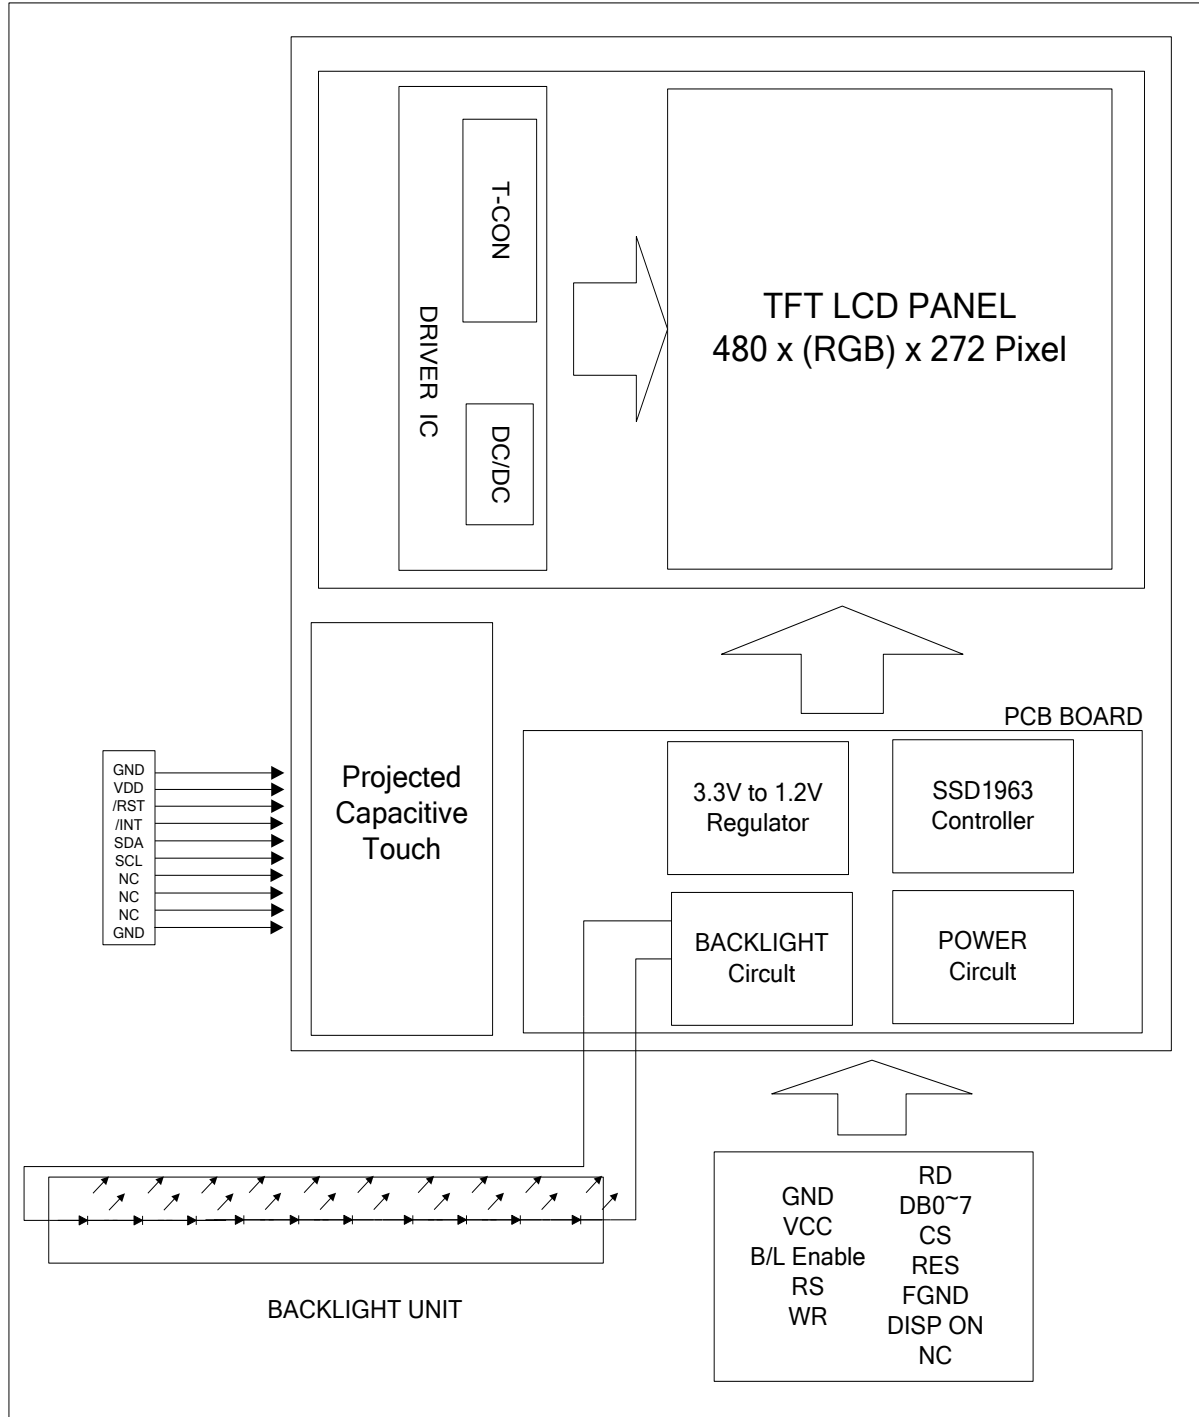 T-CON
DRIVER IC
DC/DC
TFT LCD PANEL
480 x (RGB) x 272 Pixel
PCB BOARD
Projected
Capacitive
Touch
3.3V to 1.2V
Regulator
SSD1963
Controller
BACKLIGHT
Circult
POWER
Circult
GND
VDD
/RST
/INT
SDA
SCL
NC
NC
NC
GND
BACKLIGHT UNIT
GND
VCC
B/L Enable
RS
WR
RD
DB0~7
CS
RES
FGND
DISP ON
NC